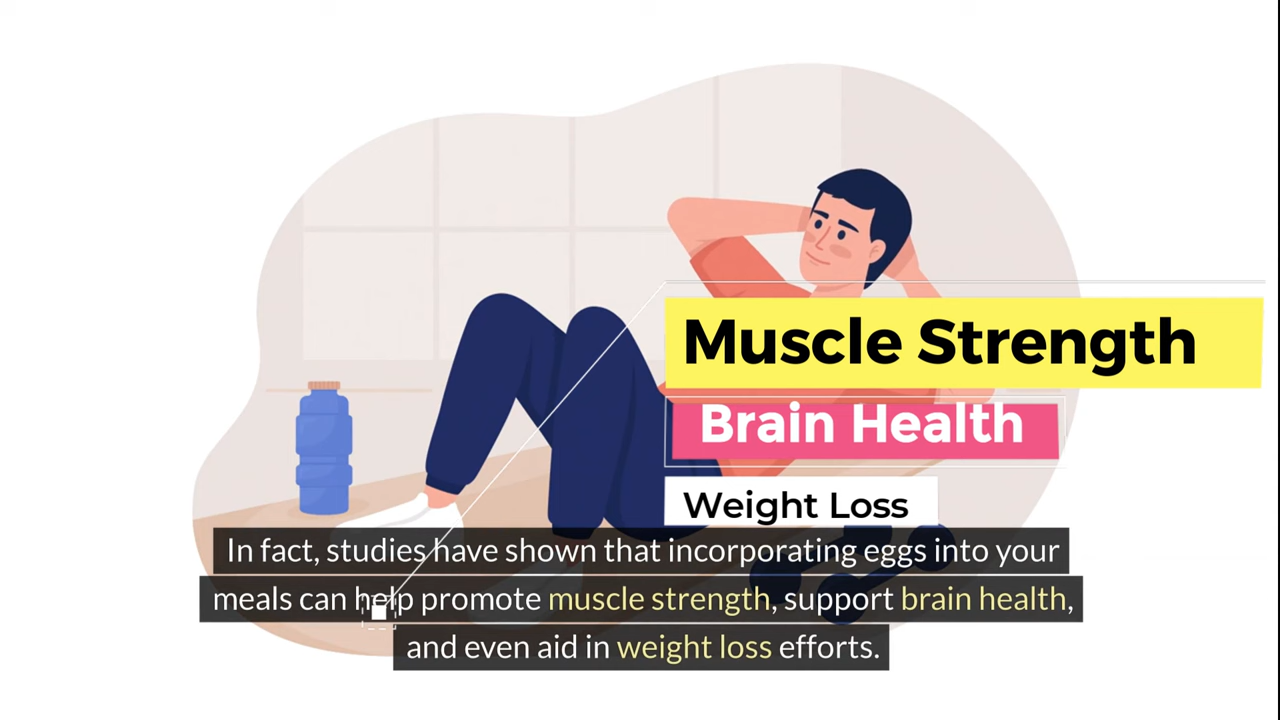 Muscle Strength
Brain Health
Weight Loss
In fact, studies have shown that incorporating eggs into your
meals can help promote muscle strength, support brain health,
and even aid in weight loss efforts.